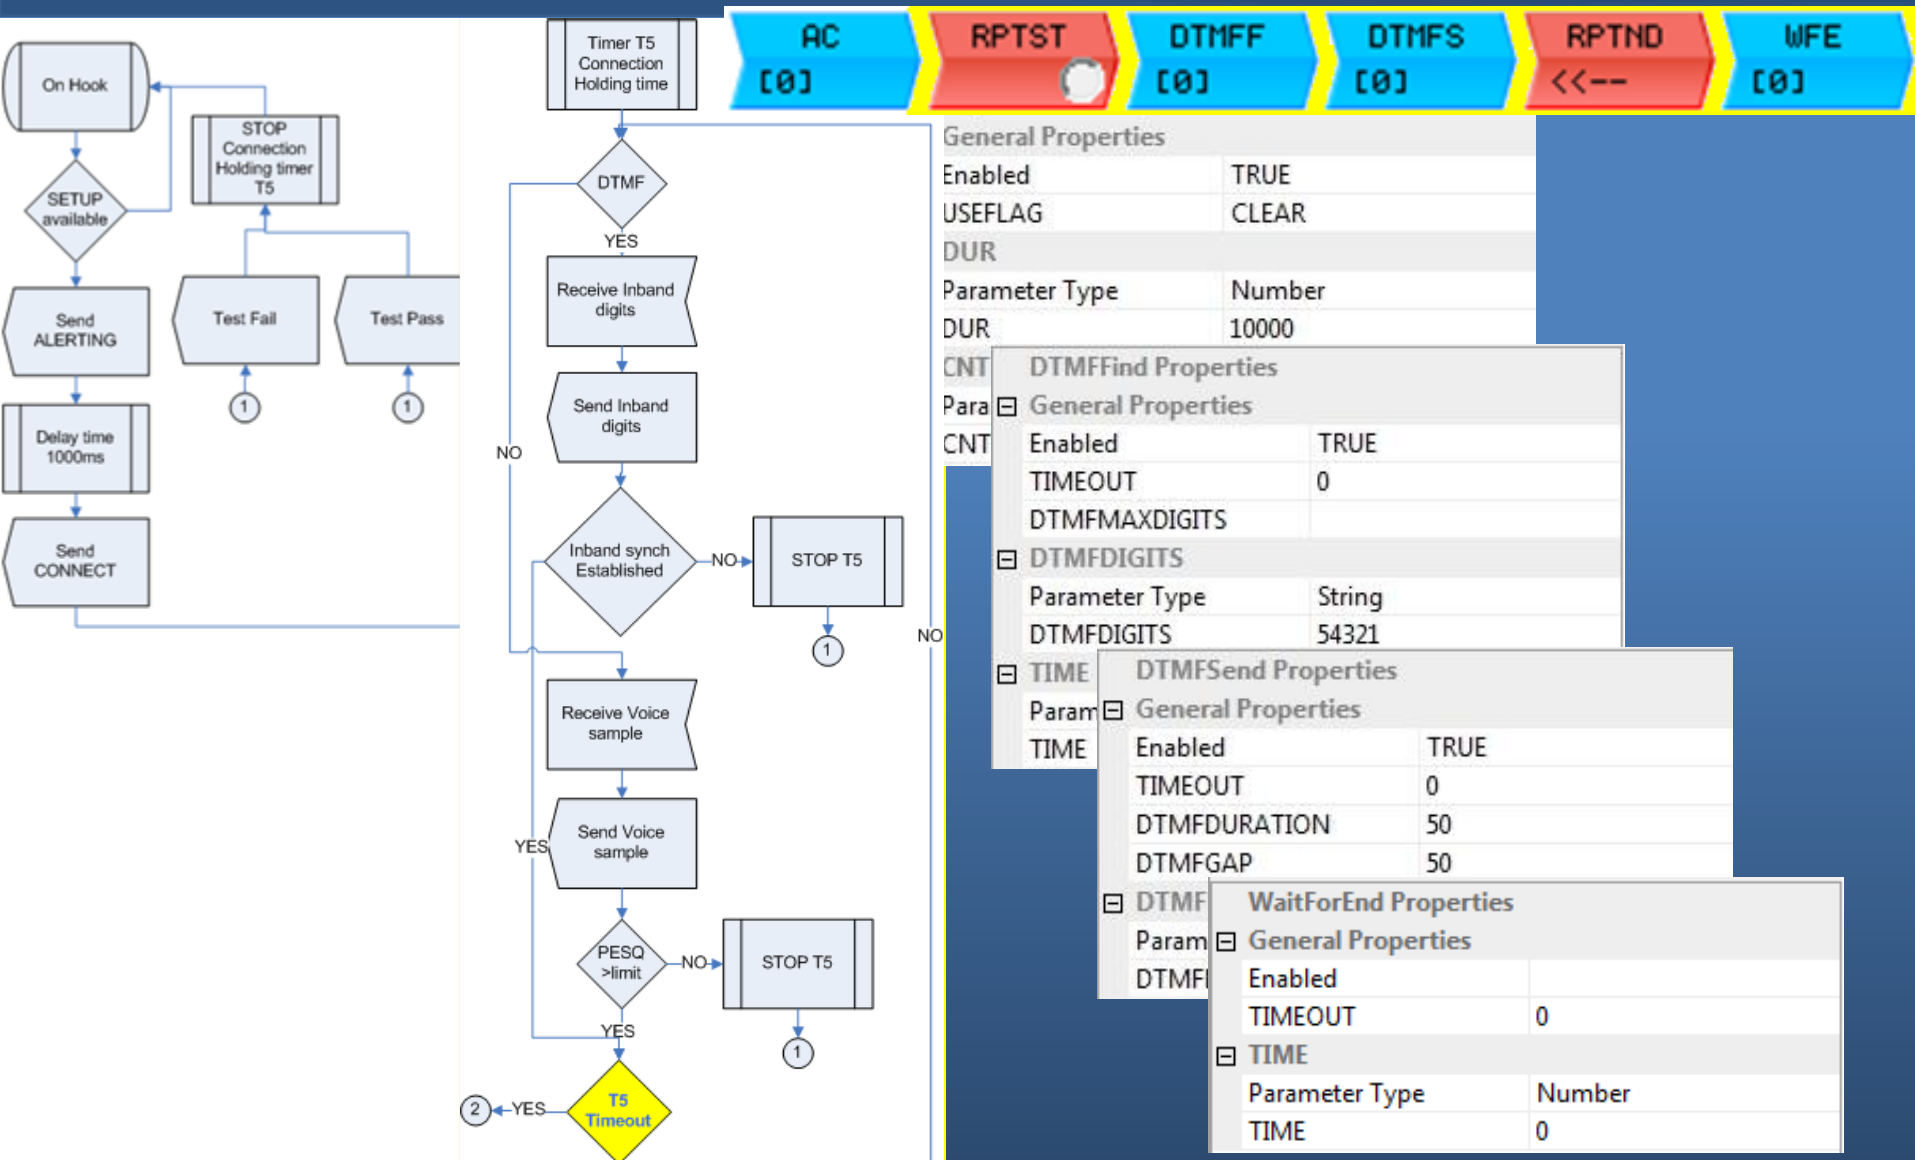 On Hook
SETUP
available
Send
ALERTING
Delay time
1000ms
Send
CONNECT
STOP
Connection
Holding timer
T5
Test Fail
1
Test Pass
1
Timer T5
Connection
Holding time
DTMF
YES
NO
Receive Inband
digits
Send Inband
digits
Inband synch
Established
NO
STOP T5
1
NO
Receive Voice
sample
Send Voice
sample
YES
PESQ
>limit
NO
STOP T5
1
YES
T5
Timeout
YES
2
AC
[0]
RPTST
DTMFF
[0]
DTMFS
[0]
RPTND
<<--
WFE
[0]
General Properties
Enabled TRUE
USEFLAG CLEAR
DUR
Parameter Type Number
DUR 10000
CNT
Para
CNT
DTMFFind Properties
General Properties
Enabled TRUE
TIMEOUT 0
DTMFMAXDIGITS
DTMFDIGITS
Parameter Type String
DTMFDIGITS 54321
TIME
Param
TIME
DTMFSend Properties
General Properties
Enabled TRUE
TIMEOUT 0
DTMFDURATION 50
DTMFGAP 50
DTMF
Param
DTMF
WaitForEnd Properties
General Properties
Enabled
TIMEOUT 0
TIME
Parameter Type Number
TIME 0